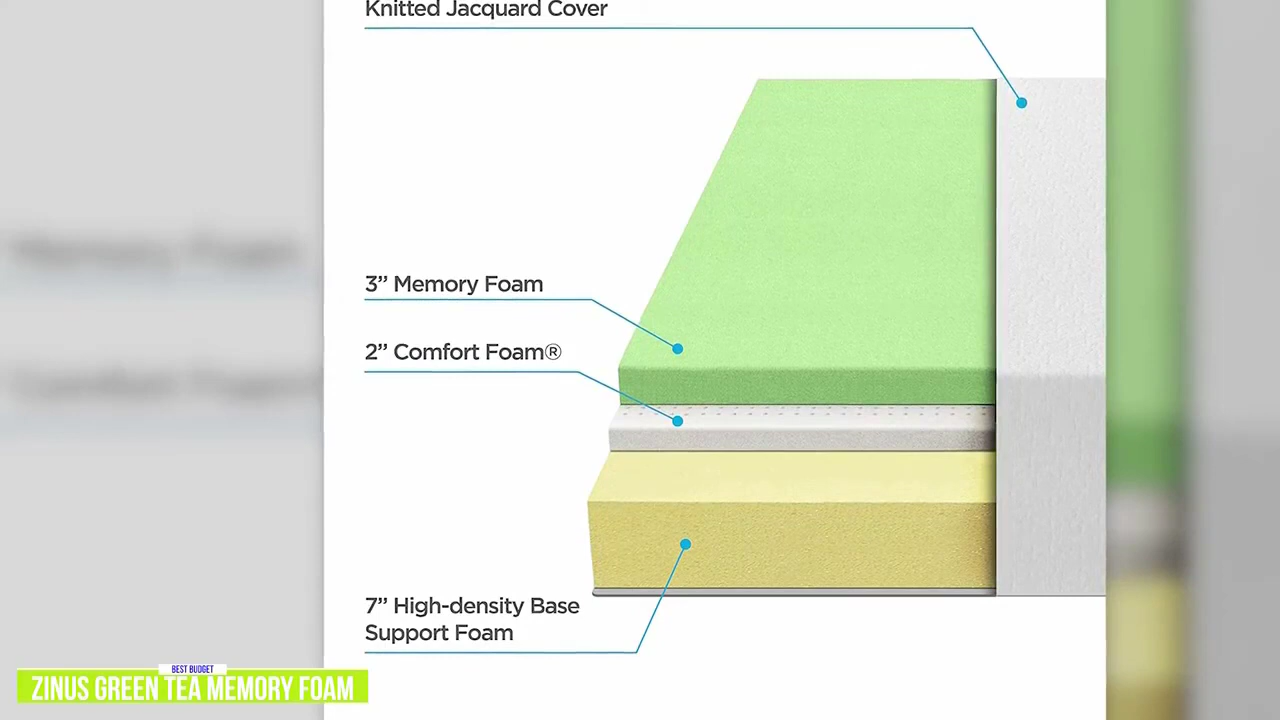 Knitted Jacquard Cover
3” Memory Foam
2” Comfort Foam®
7” High-density Base
Support Foam
BEST BUDGET
ZINUS GREEN TEA MEMORY FOAM